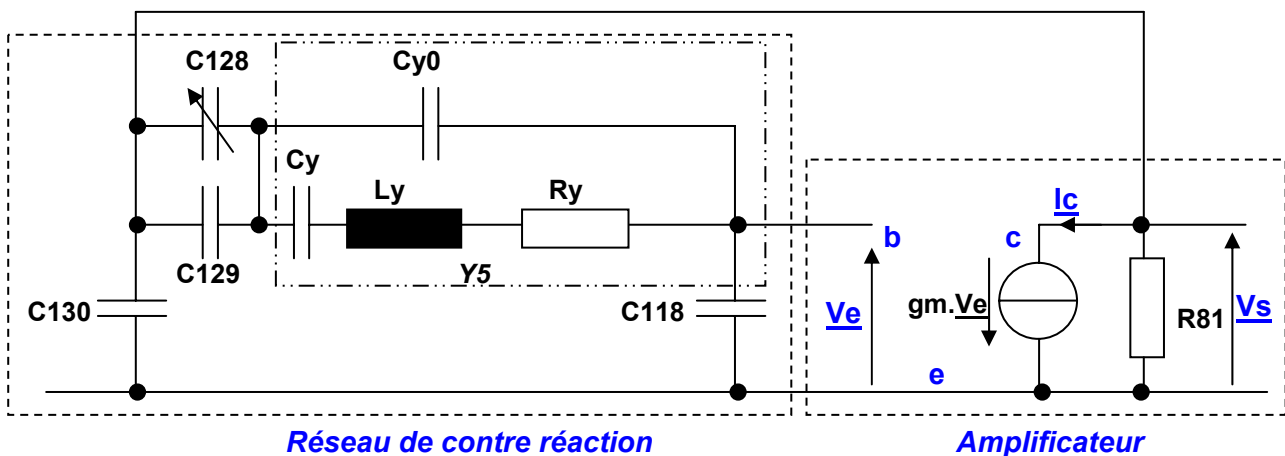 C128
Cy0
Cy
Ly
Ry
C129
Y5
C130
C118
b
Ve
c
Ic
gm.Ve
R81
Vs
e
Réseau de contre réaction
Amplificateur